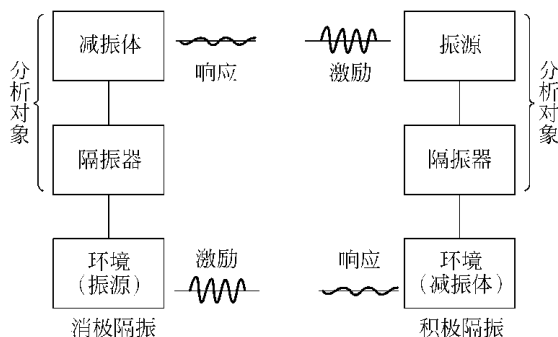 减振体
响应
激励
振源
分析对象
分析对象
隔振器
隔振器
环境
(振源)
激励
响应
环境
(减振体)
消极隔振
积极隔振